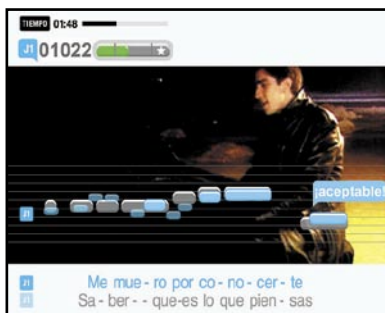 TIEMPO 01:48
J1 01022
¡aceptable!
J1
J1 Me mue - ro por co - no - cer - te
J1 Sa - ber - - que-es lo que pien - sas